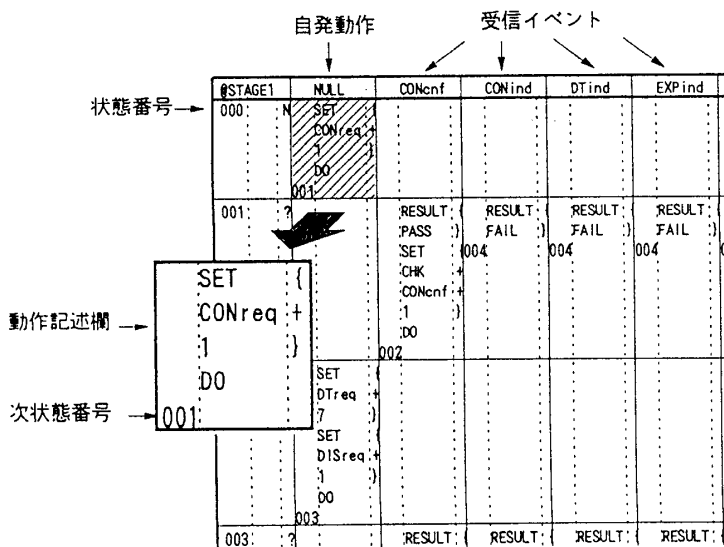 自発動作 受信イベント
@STAGE1 NULL CONcnf CONind DTind EXPind
状態番号 000 N SET
CONreq +
1 }
DO
001
001 ? RESULT { RESULT { RESULT { RESULT {
PASS } FAIL } FAIL } FAIL }
SET 004 004 004
CHK +
CONcnf +
1 }
DO
002
動作記述欄
SET {
CONreq +
1 }
DO
次状態番号 001
SET {
DTreq +
7 }
SET {
DISreq +
1 }
DO
003
003 ? RESULT { RESULT { RESULT { RESULT {